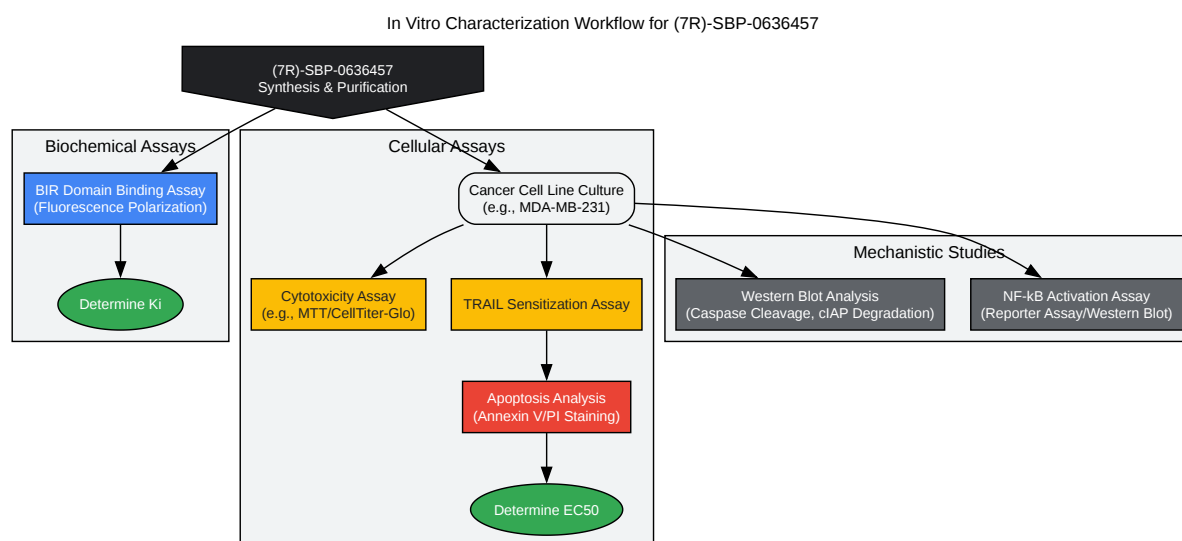 In Vitro Characterization Workflow for (7R)-SBP-0636457
(7R)-SBP-0636457
Synthesis & Purification
Biochemical Assays
BIR Domain Binding Assay
(Fluorescence Polarization)
Determine Ki
Cellular Assays
Cancer Cell Line Culture
(e.g., MDA-MB-231)
Cytotoxicity Assay
(e.g., MTT/CellTiter-Glo)
TRAIL Sensitization Assay
Apoptosis Analysis
(Annexin V/PI Staining)
Determine EC50
Mechanistic Studies
Western Blot Analysis
(Caspase Cleavage, cIAP Degradation)
NF-kB Activation Assay
(Reporter Assay/Western Blot)